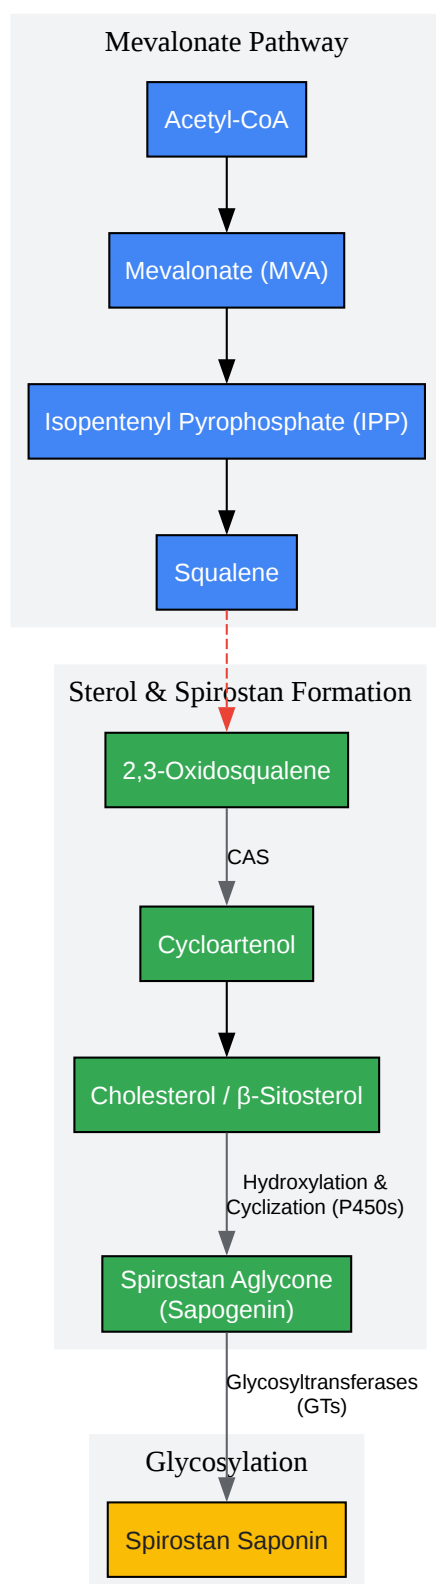 Mevalonate Pathway
Acetyl-CoA
Mevalonate (MVA)
Isopentenyl Pyrophosphate (IPP)
Squalene
Sterol & Spirostan Formation
2,3-Oxidosqualene
CAS
Cycloartenol
Cholesterol / β-Sitosterol
Hydroxylation &
Cyclization (P450s)
Spirostan Aglycone
(Sapogenin)
Glycosyltransferases
(GTs)
Glycosylation
Spirostan Saponin